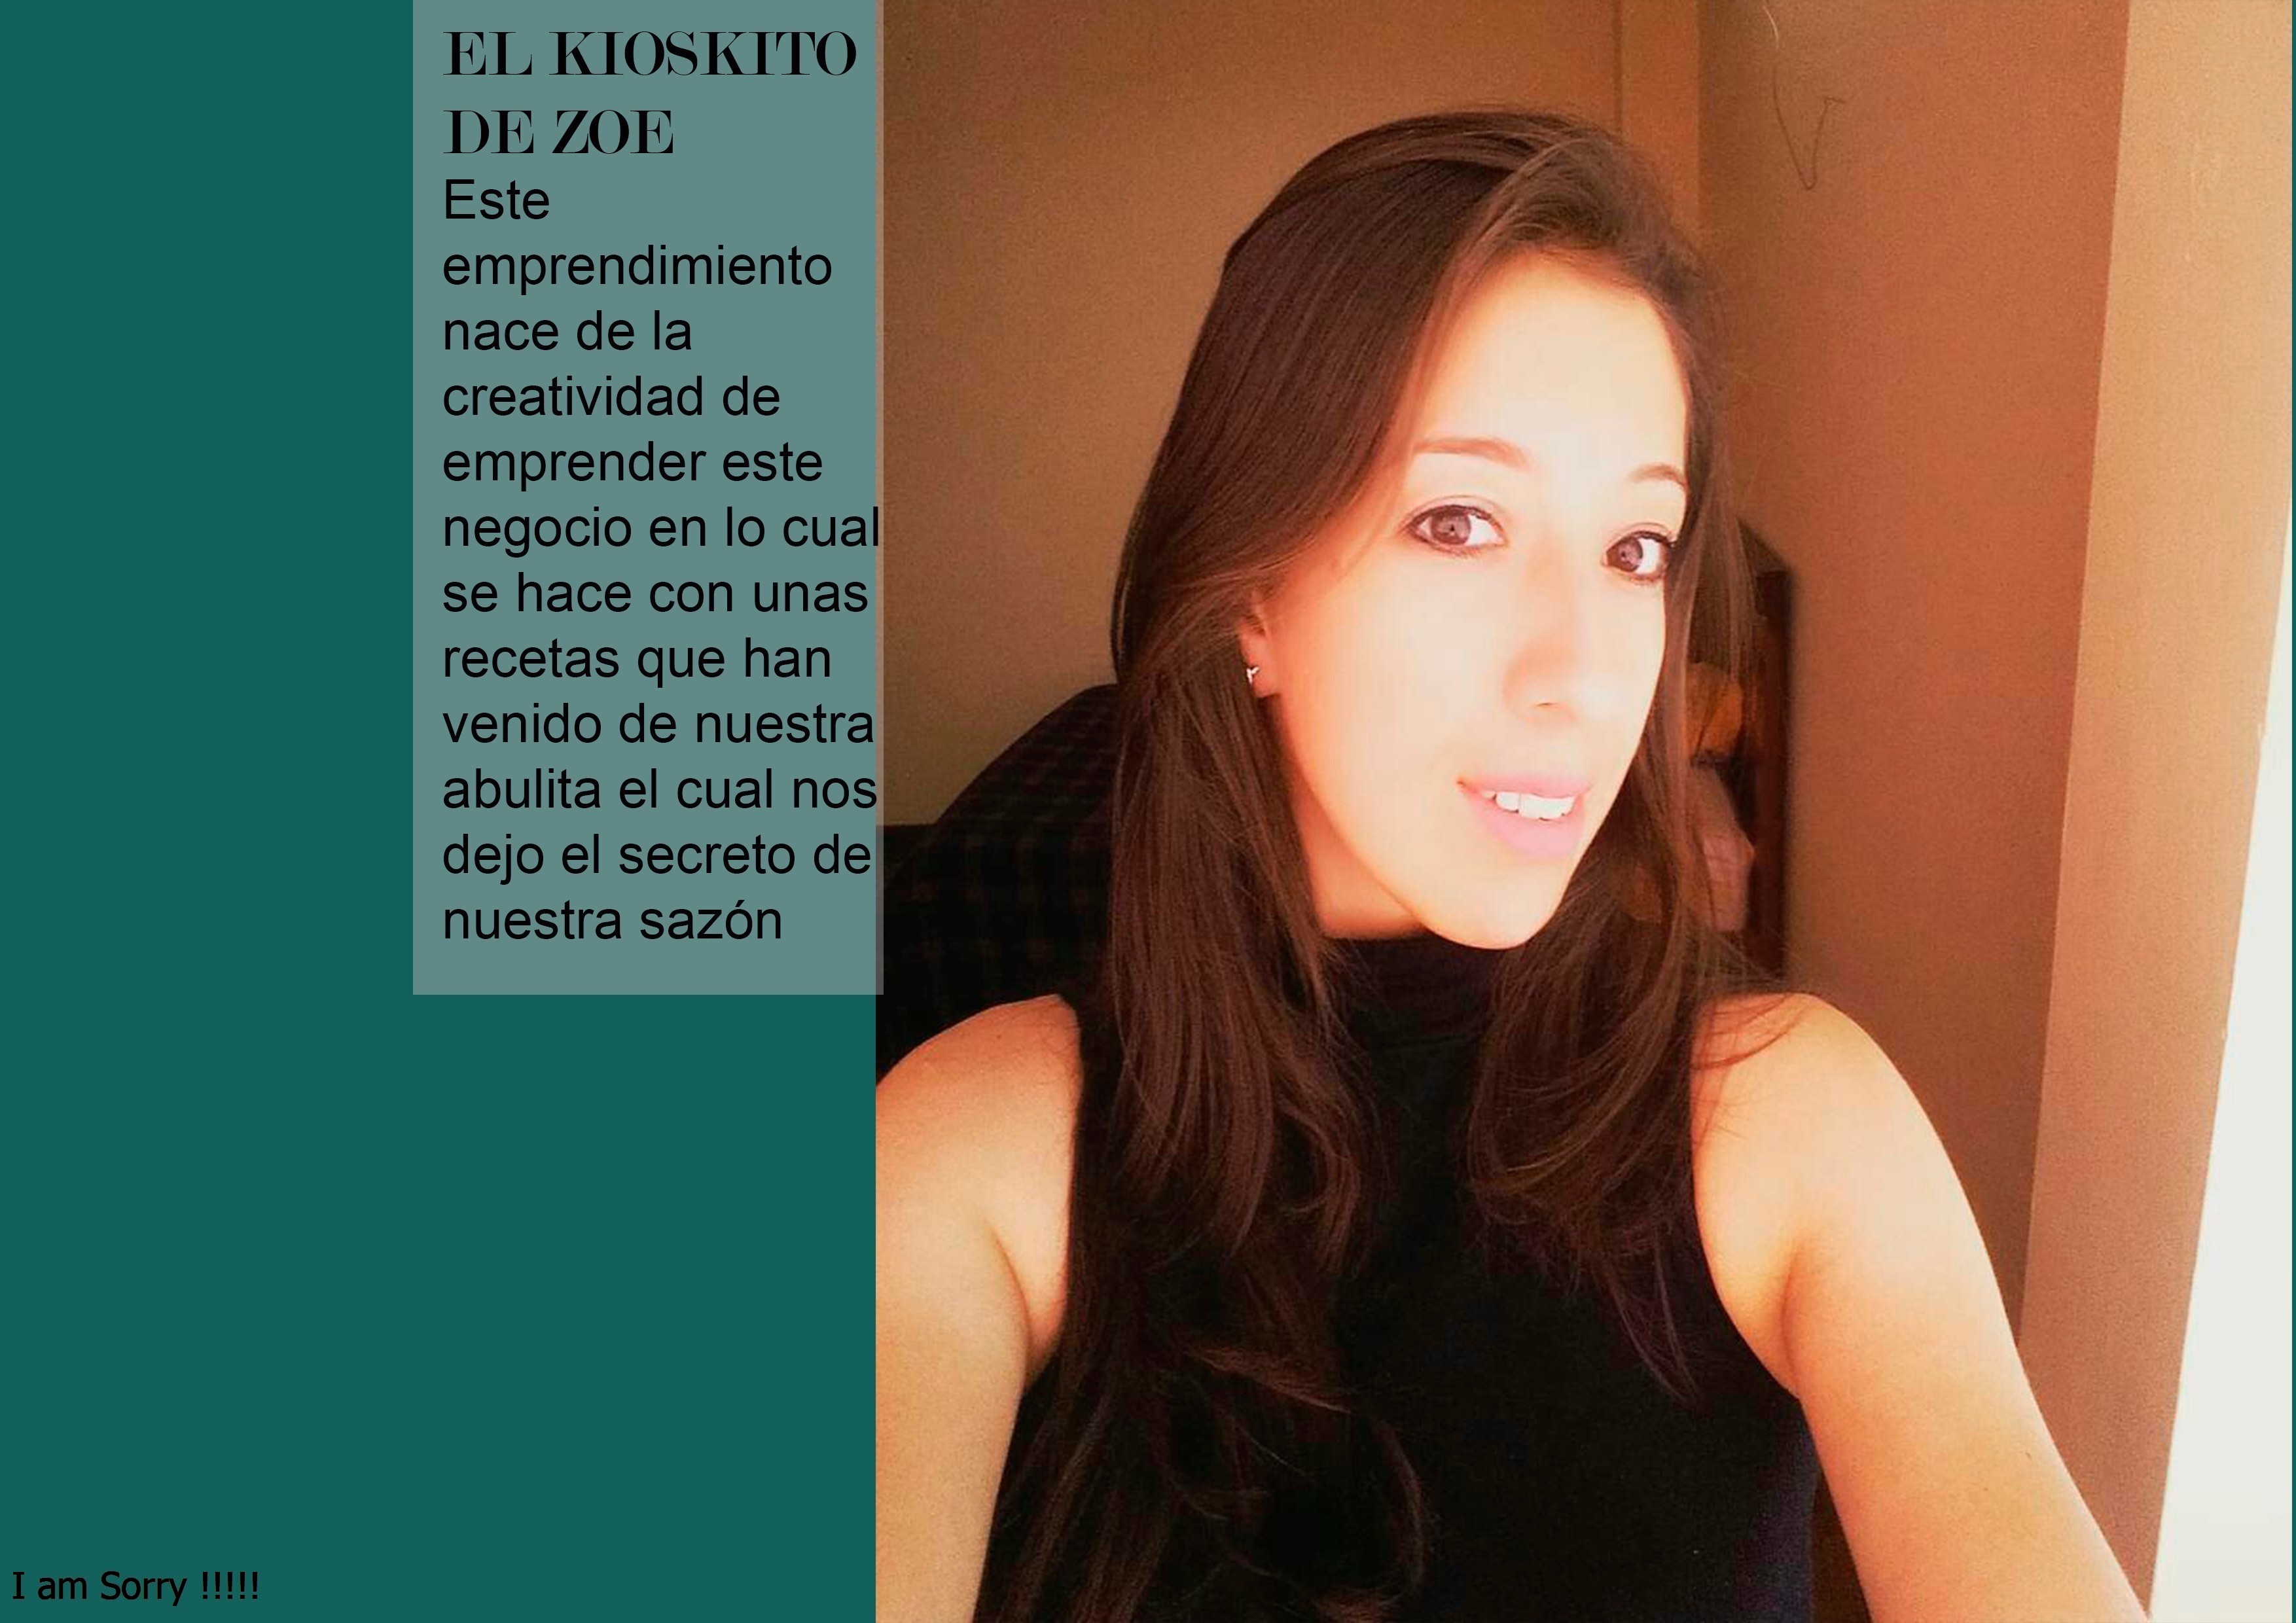 EL KIOSKITO
DE ZOE
Este
emprendimiento
nace de la
creatividad de
emprender este
negocio en lo cual
se hace con unas
recetas que han
venido de nuestra
abulita el cual nos
dejo el secreto de
nuestra sazón
I am Sorry !!!!!